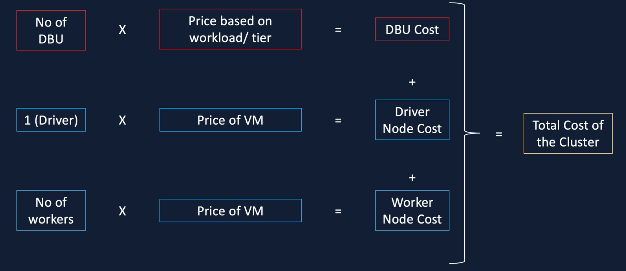 No of
DBU
X
Price based on
workload/ tier
=
DBU Cost
+
1 (Driver)
X
Price of VM
=
Driver
Node Cost
=
Total Cost of
the Cluster
+
No of
workers
X
Price of VM
=
Worker
Node Cost